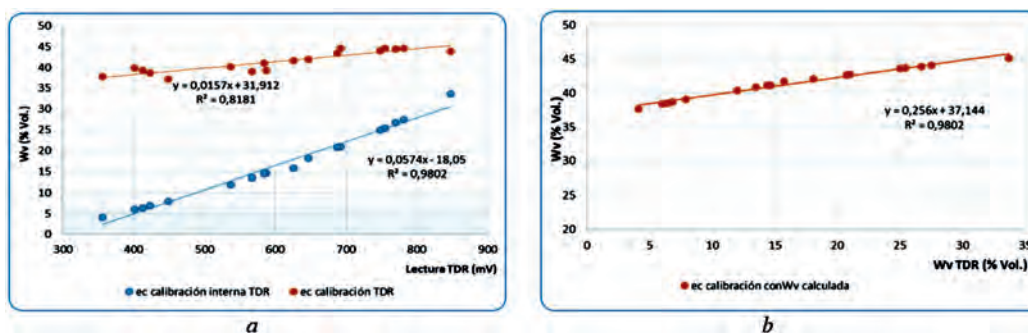 50
45
40
35
30
25
20
15
10
5
0
Wv (% Vol.)
y = 0,0157x + 31,912
R² = 0,8181
y = 0,0574x - 18,05
R² = 0,9802
300 400 500 600 700 800 900
Lectura TDR (mV)
ec calibración interna TDR ec calibración TDR
a
50
45
40
35
30
25
20
Wv (% Vol.)
y = 0,256x + 37,144
R² = 0,9802
0 5 10 15 20 25 30 35
Wv TDR (% Vol.)
ec calibración conWv calculada
b